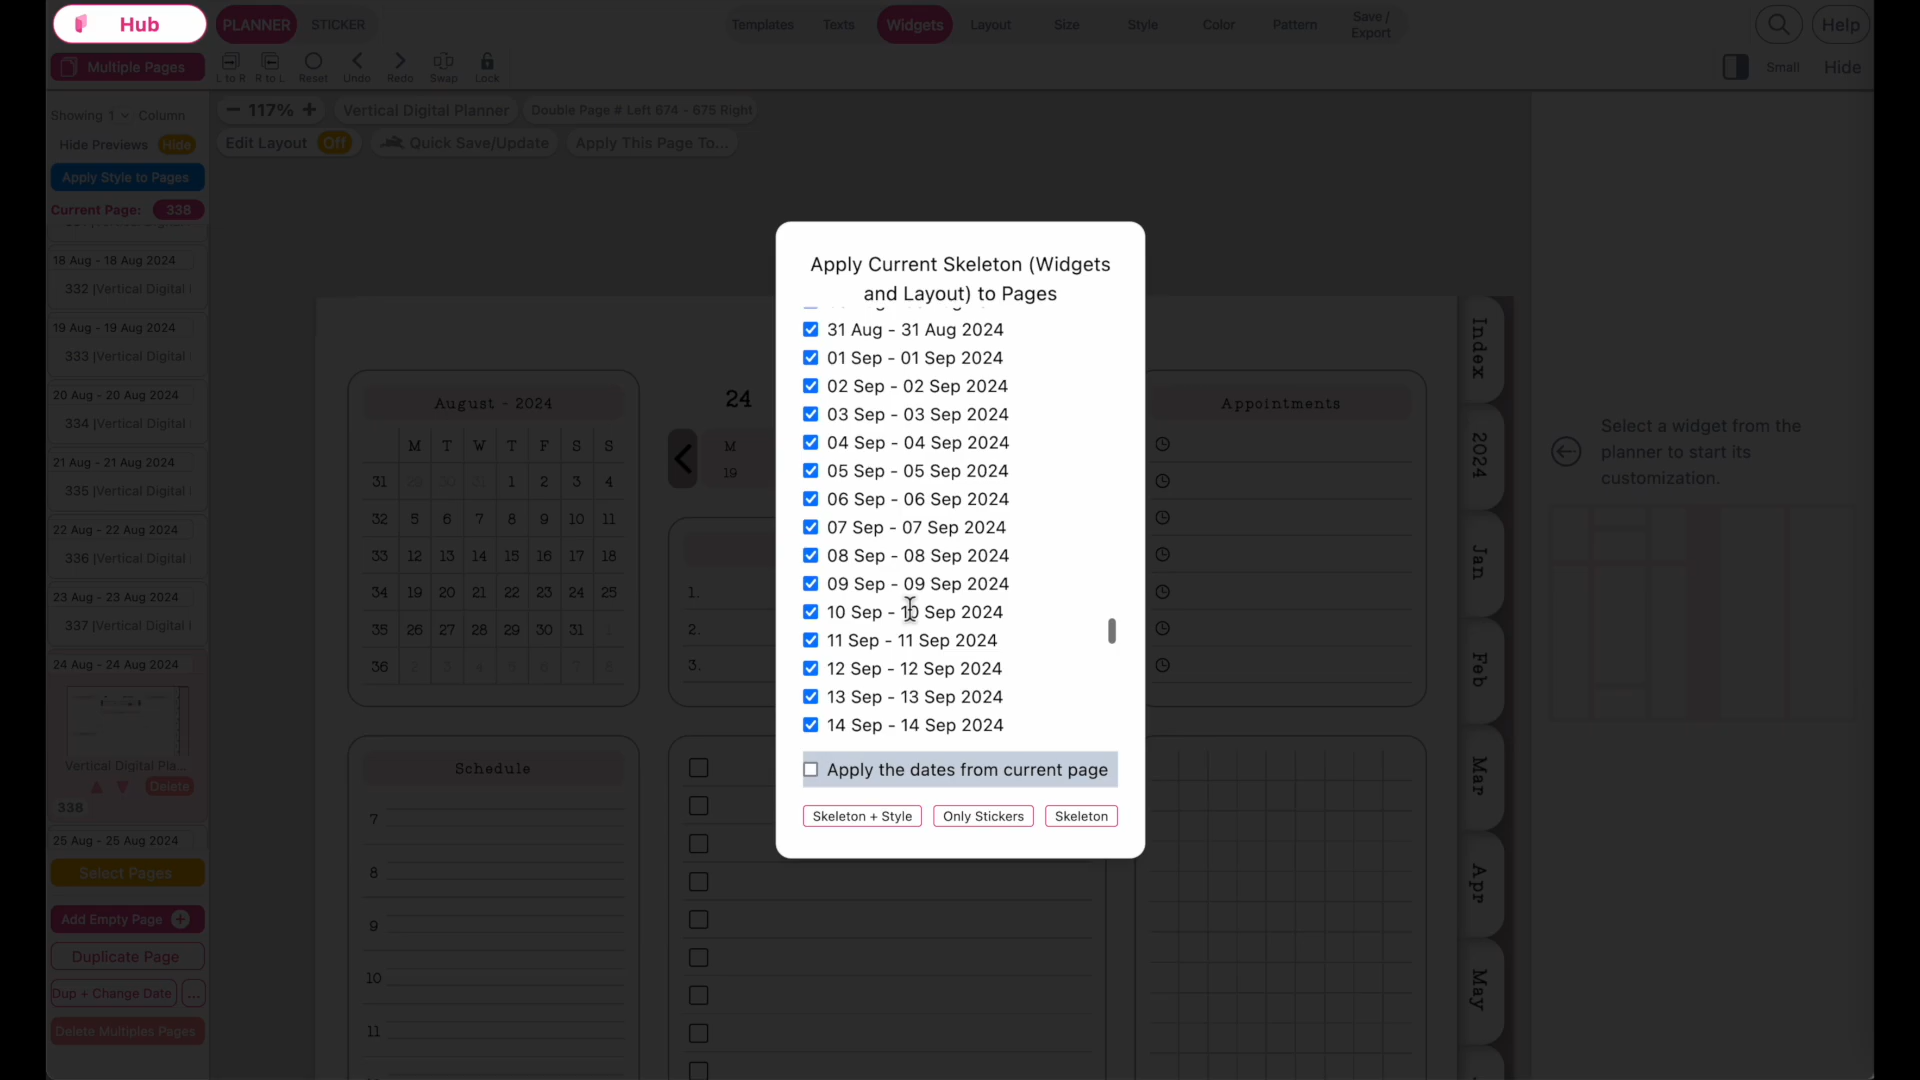 Hub
PLANNER
STICKER
Templates
Texts
Widgets
Layout
Size
Style
Color
Pattern
Save /
Export
Help
Multiple Pages
L to R
R to L
Reset
Undo
Redo
Swap
Lock
Small
Hide
Showing 1 Column
Hide Previews Hide
Apply Style to Pages
Current Page: 338
18 Aug - 18 Aug 2024
332 |Vertical Digital
19 Aug - 19 Aug 2024
333 |Vertical Digital
20 Aug - 20 Aug 2024
334 |Vertical Digital
21 Aug - 21 Aug 2024
335 |Vertical Digital
22 Aug - 22 Aug 2024
336 |Vertical Digital
23 Aug - 23 Aug 2024
337 |Vertical Digital
24 Aug - 24 Aug 2024
Vertical Digital Pla...
Delete
338
25 Aug - 25 Aug 2024
Select Pages
Add Empty Page
Duplicate Page
Dup + Change Date
...
Delete Multiples Pages
− 117% +
Vertical Digital Planner
Double Page # Left 674 - 675 Right
Edit Layout Off
Quick Save/Update
Apply This Page To...
August - 2024
M T W T F S S
31 29 30 31 1 2 3 4
32 5 6 7 8 9 10 11
33 12 13 14 15 16 17 18
34 19 20 21 22 23 24 25
35 26 27 28 29 30 31 1
36 2 3 4 5 6 7 8
24
M
19
1.
2.
3.
Schedule
7
8
9
10
11
Apply Current Skeleton (Widgets
and Layout) to Pages
31 Aug - 31 Aug 2024
01 Sep - 01 Sep 2024
02 Sep - 02 Sep 2024
03 Sep - 03 Sep 2024
04 Sep - 04 Sep 2024
05 Sep - 05 Sep 2024
06 Sep - 06 Sep 2024
07 Sep - 07 Sep 2024
08 Sep - 08 Sep 2024
09 Sep - 09 Sep 2024
10 Sep - 10 Sep 2024
11 Sep - 11 Sep 2024
12 Sep - 12 Sep 2024
13 Sep - 13 Sep 2024
14 Sep - 14 Sep 2024
Apply the dates from current page
Skeleton + Style
Only Stickers
Skeleton
Appointments
Index
2024
Jan
Feb
Mar
Apr
May
Select a widget from the
planner to start its
customization.